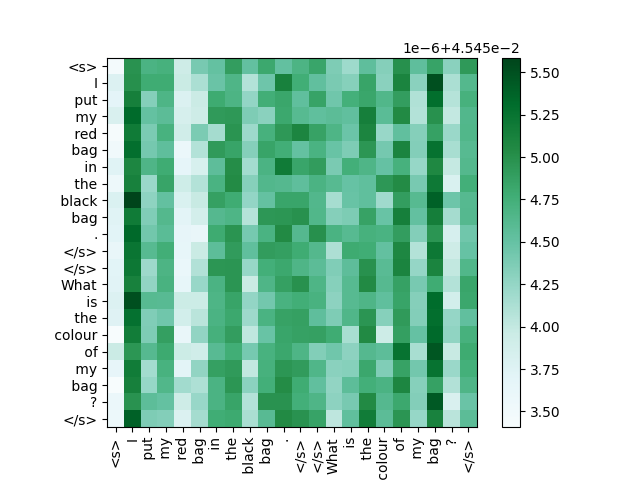 1e-6+4.545e-2
<s>
I
put
my
red
bag
in
the
black
bag
.
</s>
</s>
What
is
the
colour
of
my
bag
?
</s>
5.50
5.25
5.00
4.75
4.50
4.25
4.00
3.75
3.50
<s>
I
put
my
red
bag
in
the
black
bag
.
</s>
</s>
What
is
the
colour
of
my
bag
?
</s>